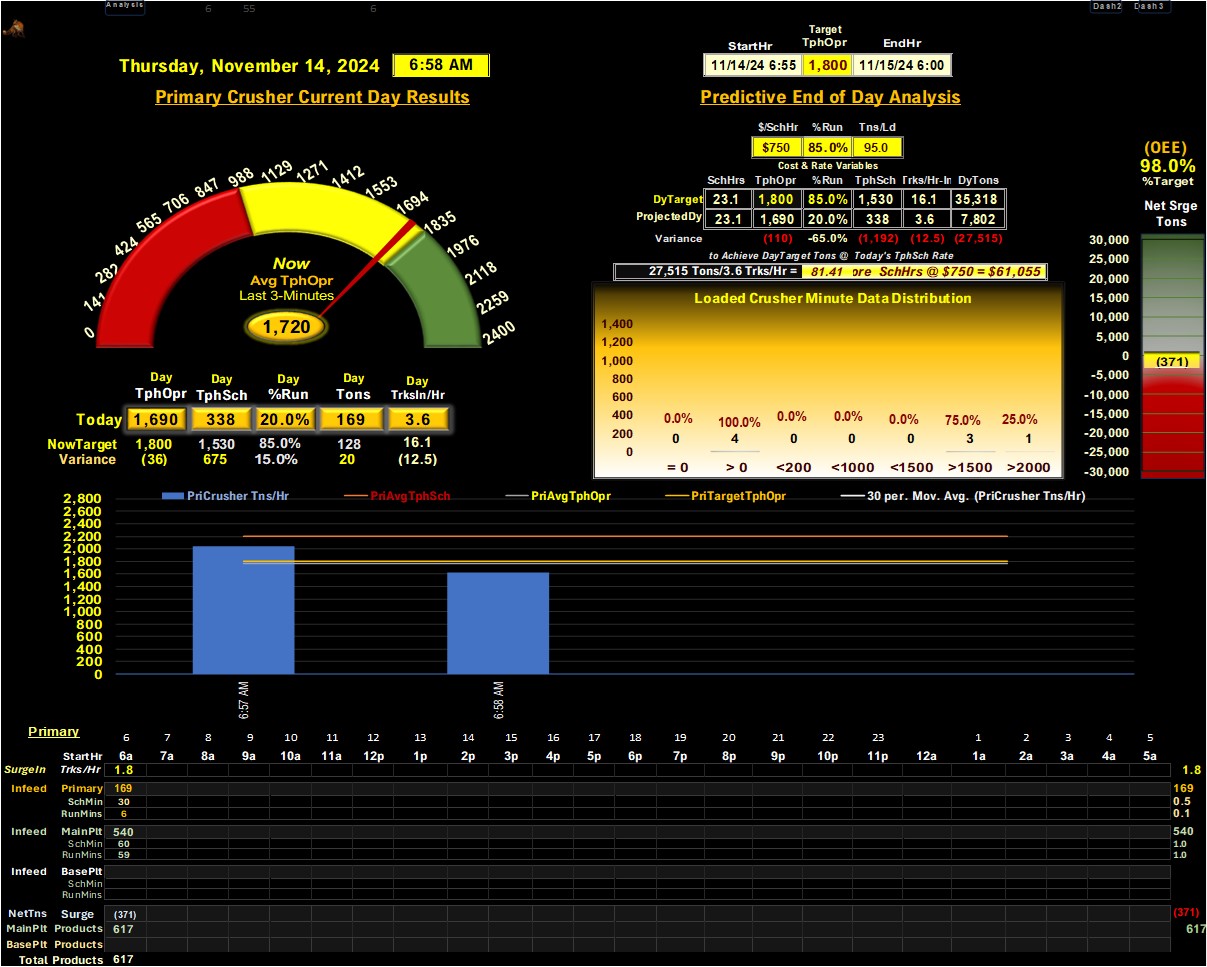 Analysis 6 55 6 Dash2 Dash3
Thursday, November 14, 2024 6:58 AM
StartHr Target TphOpr EndHr
11/14/24 6:55 1,800 11/15/24 6:00
Primary Crusher Current Day Results
Predictive End of Day Analysis
0 141 282 424 565 706 847 988 1129 1271 1412 1553 1694 1835 1976 2118 2259 2400
Now
Avg TphOpr
Last 3-Minutes
1,720
Day Day Day Day Day
TphOpr TphSch %Run Tons TrksIn/Hr
Today 1,690 338 20.0% 169 3.6
NowTarget 1,800 1,530 85.0% 128 16.1
Variance (36) 675 15.0% 20 (12.5)
$/SchHr %Run Tns/Ld
$750 85.0% 95.0
Cost & Rate Variables
SchHrs TphOpr %Run TphSch Trks/Hr-In DyTons
DyTarget 23.1 1,800 85.0% 1,530 16.1 35,318
ProjectedDy 23.1 1,690 20.0% 338 3.6 7,802
Variance (110) -65.0% (1,192) (12.5) (27,515)
to Achieve DayTarget Tons @ Today's TphSch Rate
27,515 Tons/3.6 Trks/Hr = 81.41 ore SchHrs @ $750 = $61,055
Loaded Crusher Minute Data Distribution
1,400
1,200
1,000
800
600
400
200
0
0.0% 100.0% 0.0% 0.0% 0.0% 75.0% 25.0%
0 4 0 0 0 3 1
= 0 > 0 <200 <1000 <1500 >1500 >2000
(OEE)
98.0%
%Target
Net Srge
Tons
30,000
25,000
20,000
15,000
10,000
5,000
0
(371)
-5,000
-10,000
-15,000
-20,000
-25,000
-30,000
PriCrusher Tns/Hr PriAvgTphSch PriAvgTphOpr PriTargetTphOpr 30 per. Mov. Avg. (PriCrusher Tns/Hr)
2,800
2,600
2,400
2,200
2,000
1,800
1,600
1,400
1,200
1,000
800
600
400
200
0
6:57 AM 6:58 AM
Primary 6 7 8 9 10 11 12 13 14 15 16 17 18 19 20 21 22 23 1 2 3 4 5
StartHr 6a 7a 8a 9a 10a 11a 12p 1p 2p 3p 4p 5p 6p 7p 8p 9p 10p 11p 12a 1a 2a 3a 4a 5a
SurgeIn Trks/Hr 1.8 1.8
Infeed Primary 169 169
SchMin 30 0.5
RunMins 6 0.1
Infeed MainPlt 540 540
SchMin 60 1.0
RunMins 59 1.0
Infeed BasePlt
SchMin
RunMins
NetTns Surge (371) (371)
MainPlt Products 617 617
BasePlt Products
Total Products 617